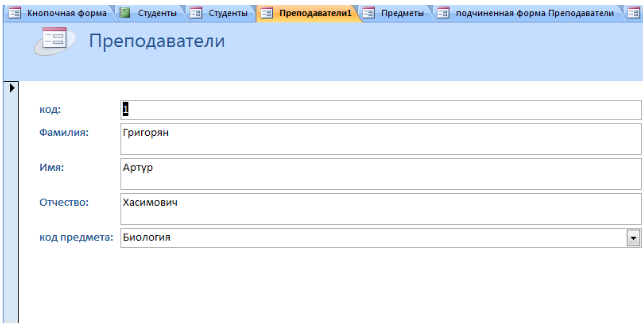 Кнопочная форма Студенты Студенты Преподаватели1 Предметы подчиненная форма Преподаватели
Преподаватели
код: 1
Фамилия: Григорян
Имя: Артур
Отчество: Хасимович
код предмета: Биология